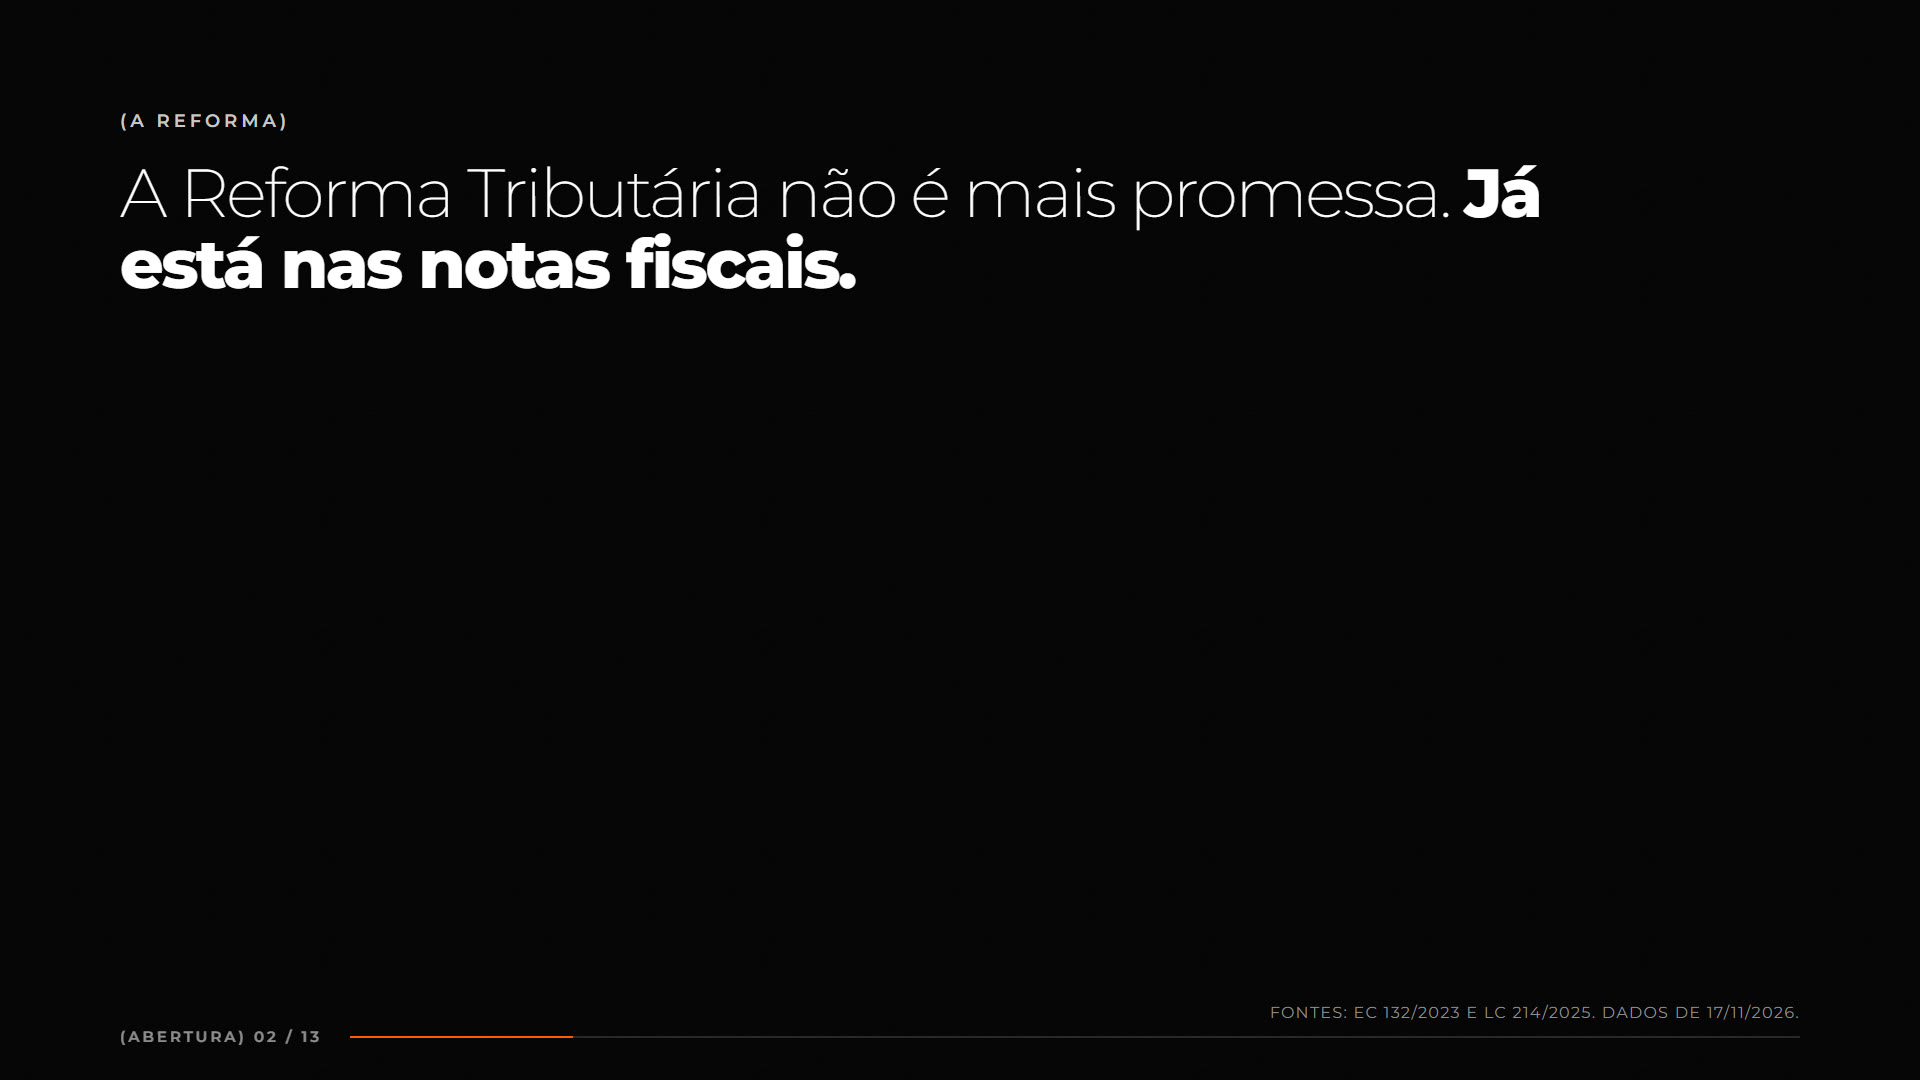 (A REFORMA)
A Reforma Tributária não é mais promessa. Já
está nas notas fiscais.
FONTES: EC 132/2023 E LC 214/2025. DADOS DE 17/11/2026.
(ABERTURA) 02 / 13